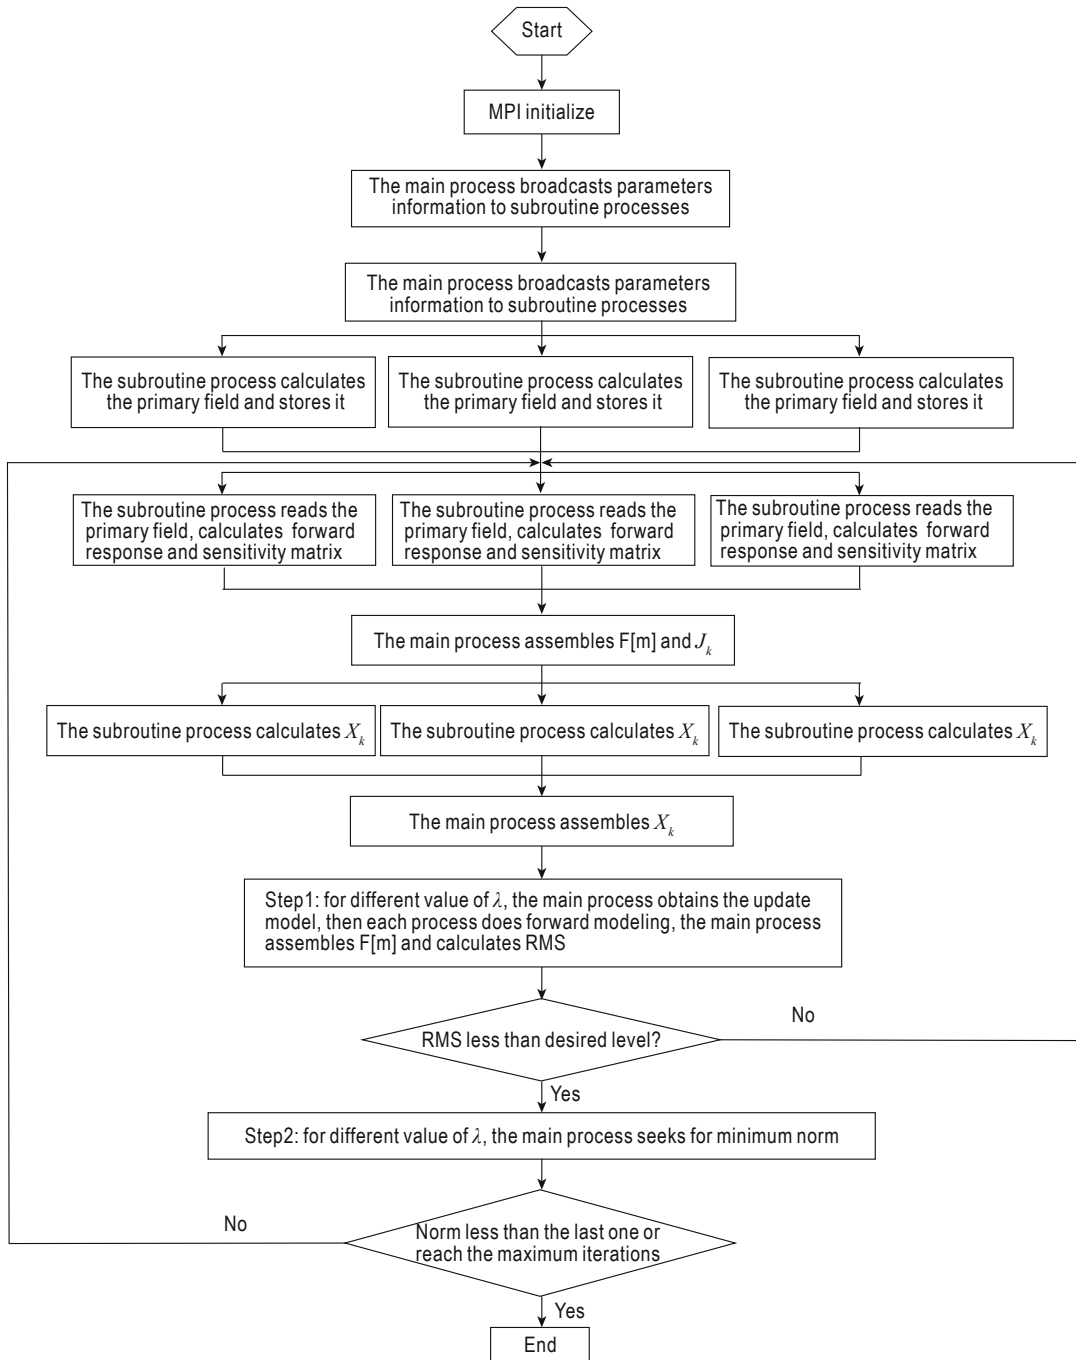 Start
MPI initialize
The main process broadcasts parameters
information to subroutine processes
The main process broadcasts parameters
information to subroutine processes
The subroutine process calculates
the primary field and stores it
The subroutine process calculates
the primary field and stores it
The subroutine process calculates
the primary field and stores it
The subroutine process reads the
primary field, calculates forward
response and sensitivity matrix
The subroutine process reads the
primary field, calculates forward
response and sensitivity matrix
The subroutine process reads the
primary field, calculates forward
response and sensitivity matrix
The main process assembles F[m] and J_k
The subroutine process calculates X_k
The subroutine process calculates X_k
The subroutine process calculates X_k
The main process assembles X_k
Step1: for different value of λ, the main process obtains the update
model, then each process does forward modeling, the main process
assembles F[m] and calculates RMS
RMS less than desired level?
No
Yes
Step2: for different value of λ, the main process seeks for minimum norm
No
Norm less than the last one or
reach the maximum iterations
Yes
End